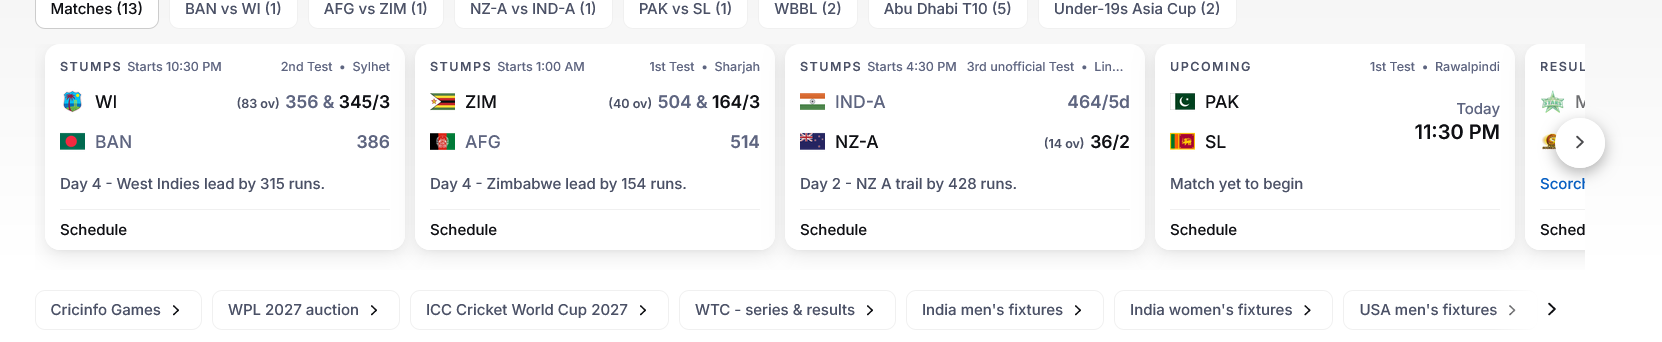 Matches (13) BAN vs WI (1) AFG vs ZIM (1) NZ-A vs IND-A (1) PAK vs SL (1) WBBL (2) Abu Dhabi T10 (5) Under-19s Asia Cup (2)
STUMPS Starts 10:30 PM 2nd Test • Sylhet
WI (83 ov) 356 & 345/3
BAN 386
Day 4 - West Indies lead by 315 runs.
Schedule
STUMPS Starts 1:00 AM 1st Test • Sharjah
ZIM (40 ov) 504 & 164/3
AFG 514
Day 4 - Zimbabwe lead by 154 runs.
Schedule
STUMPS Starts 4:30 PM 3rd unofficial Test • Lin...
IND-A 464/5d
NZ-A (14 ov) 36/2
Day 2 - NZ A trail by 428 runs.
Schedule
UPCOMING 1st Test • Rawalpindi
PAK
SL
Today
11:30 PM
Match yet to begin
Schedule
RESUL
M
Scorch
Sched
Cricinfo Games WPL 2027 auction ICC Cricket World Cup 2027 WTC - series & results India men's fixtures India women's fixtures USA men's fixtures